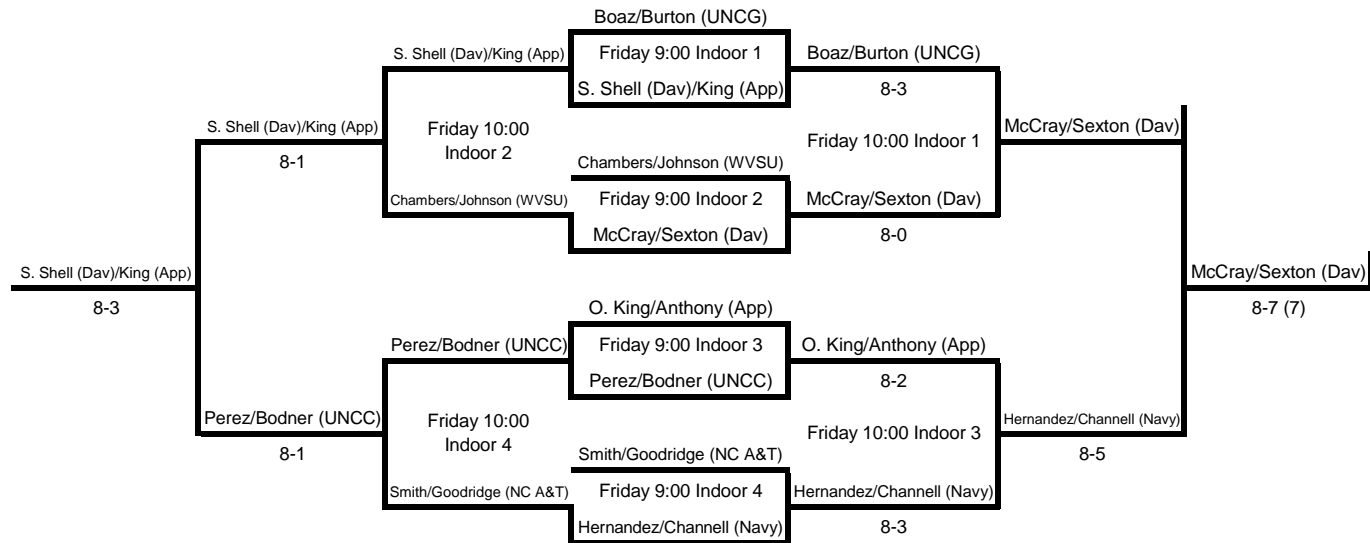 Boaz/Burton (UNCG)
S. Shell (Dav)/King (App)
Friday 9:00 Indoor 1
Boaz/Burton (UNCG)
S. Shell (Dav)/King (App)
8-3
S. Shell (Dav)/King (App)
8-1
Friday 10:00
Indoor 2
Friday 10:00 Indoor 1
McCray/Sexton (Dav)
Chambers/Johnson (WVSU)
Chambers/Johnson (WVSU)
Friday 9:00 Indoor 2
McCray/Sexton (Dav)
McCray/Sexton (Dav)
8-0
S. Shell (Dav)/King (App)
8-3
McCray/Sexton (Dav)
8-7 (7)
O. King/Anthony (App)
Perez/Bodner (UNCC)
Friday 9:00 Indoor 3
O. King/Anthony (App)
Perez/Bodner (UNCC)
8-2
Perez/Bodner (UNCC)
8-1
Friday 10:00
Indoor 4
Friday 10:00 Indoor 3
Hernandez/Channell (Navy)
8-5
Smith/Goodridge (NC A&T)
Smith/Goodridge (NC A&T)
Friday 9:00 Indoor 4
Hernandez/Channell (Navy)
Hernandez/Channell (Navy)
8-3